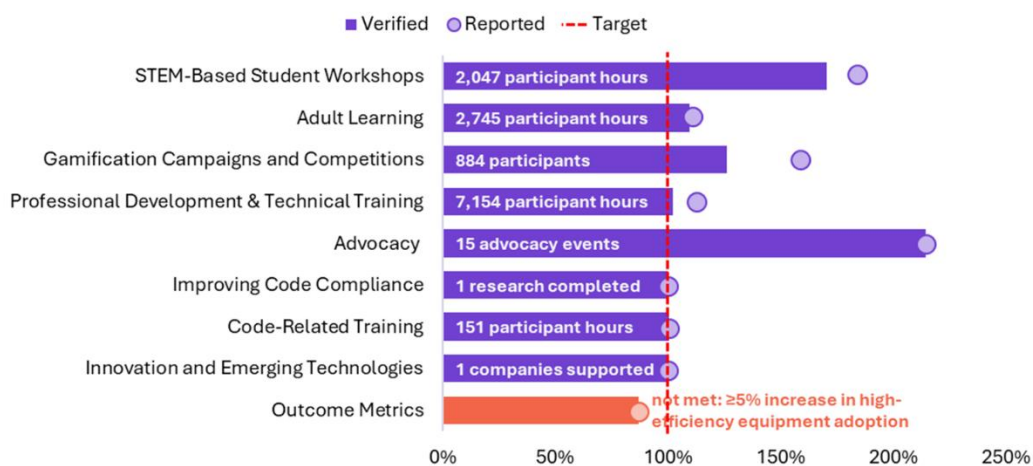 Verified Reported Target
STEM-Based Student Workshops 2,047 participant hours
Adult Learning 2,745 participant hours
Gamification Campaigns and Competitions 884 participants
Professional Development & Technical Training 7,154 participant hours
Advocacy 15 advocacy events
Improving Code Compliance 1 research completed
Code-Related Training 151 participant hours
Innovation and Emerging Technologies 1 companies supported
Outcome Metrics not met: ≥5% increase in high-
efficiency equipment adoption
0% 50% 100% 150% 200% 250%